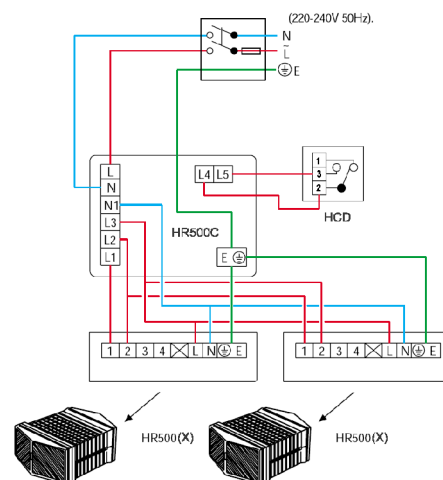 (220-240V 50Hz).
N
~
L
E
L
N
N1
L3
L2
L1
L4 L5
HR500C
E
1
3
2
HCD
1 2 3 4 L N E
1 2 3 4 L N E
HR500(X)
HR500(X)